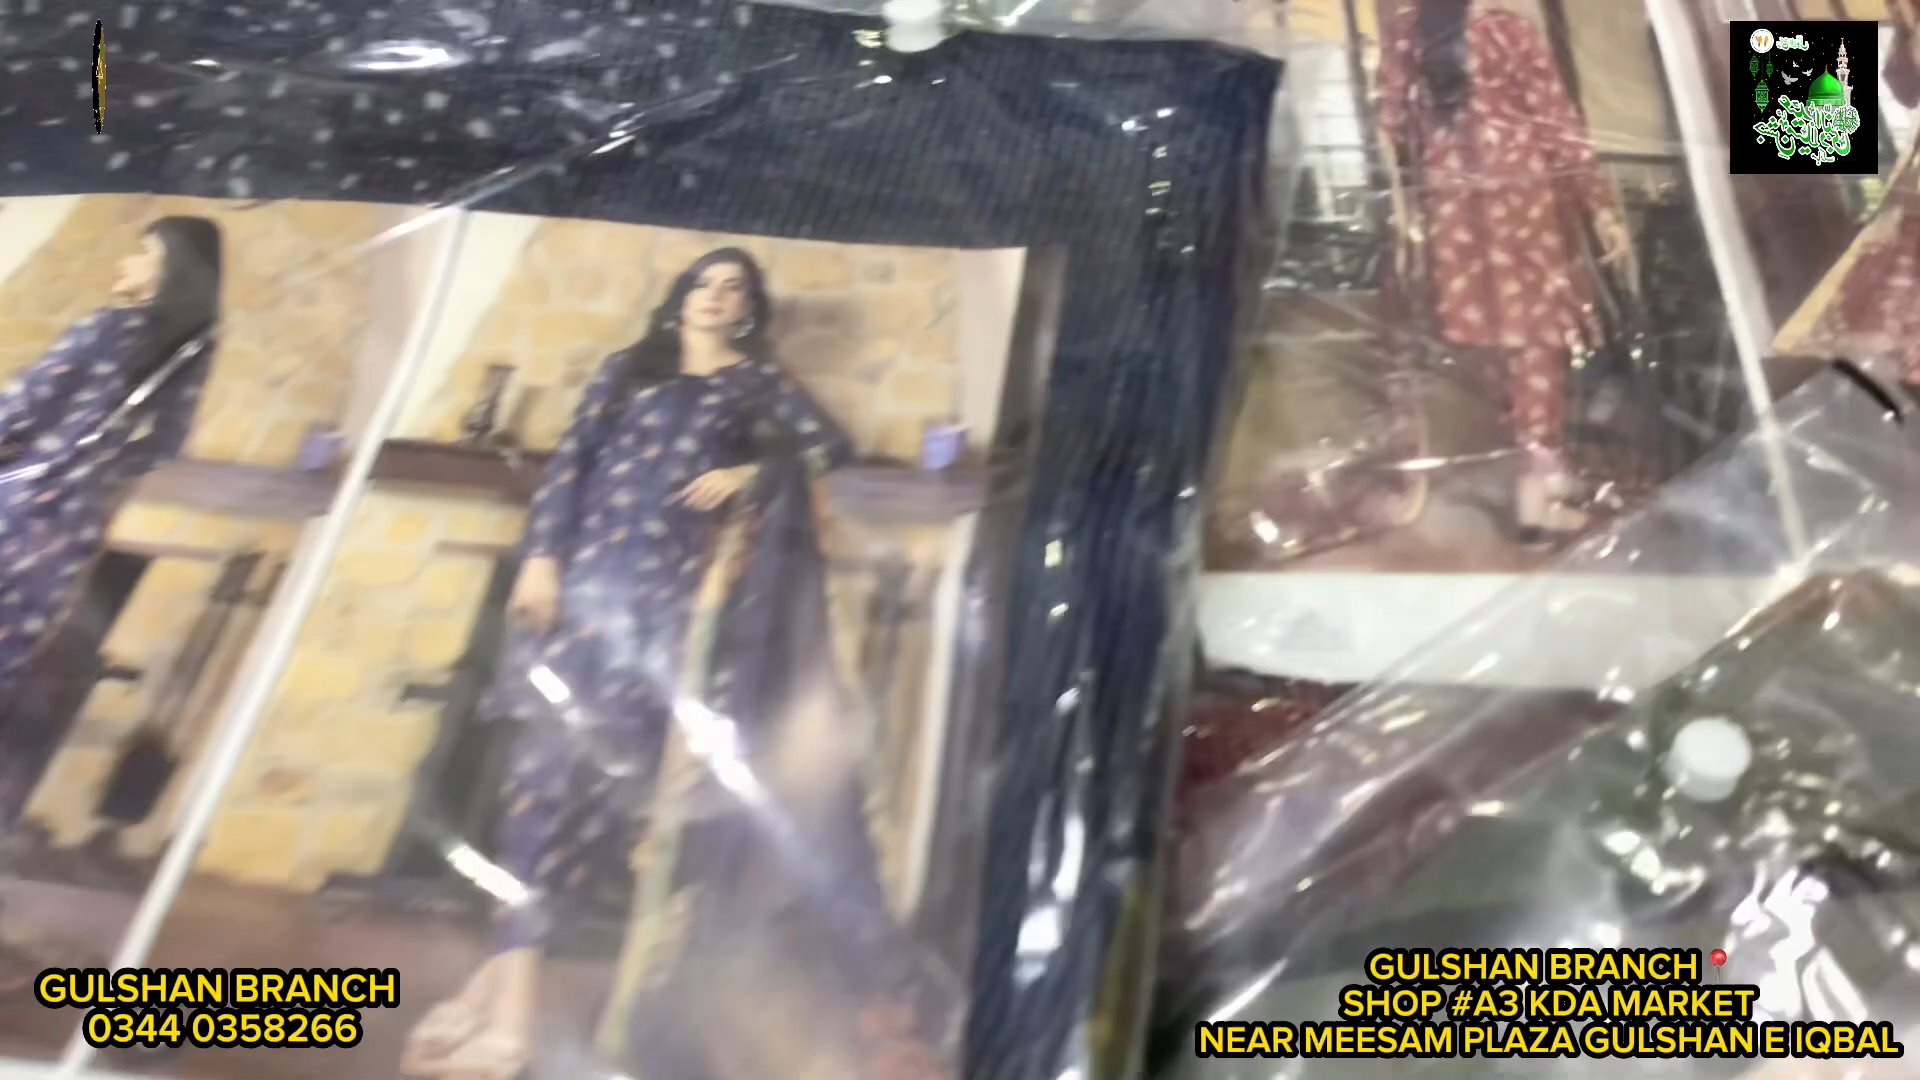 GULSHAN BRANCH
0344 0358266
GULSHAN BRANCH📍
SHOP #A3 KDA MARKET
NEAR MEESAM PLAZA GULSHAN E IQBAL